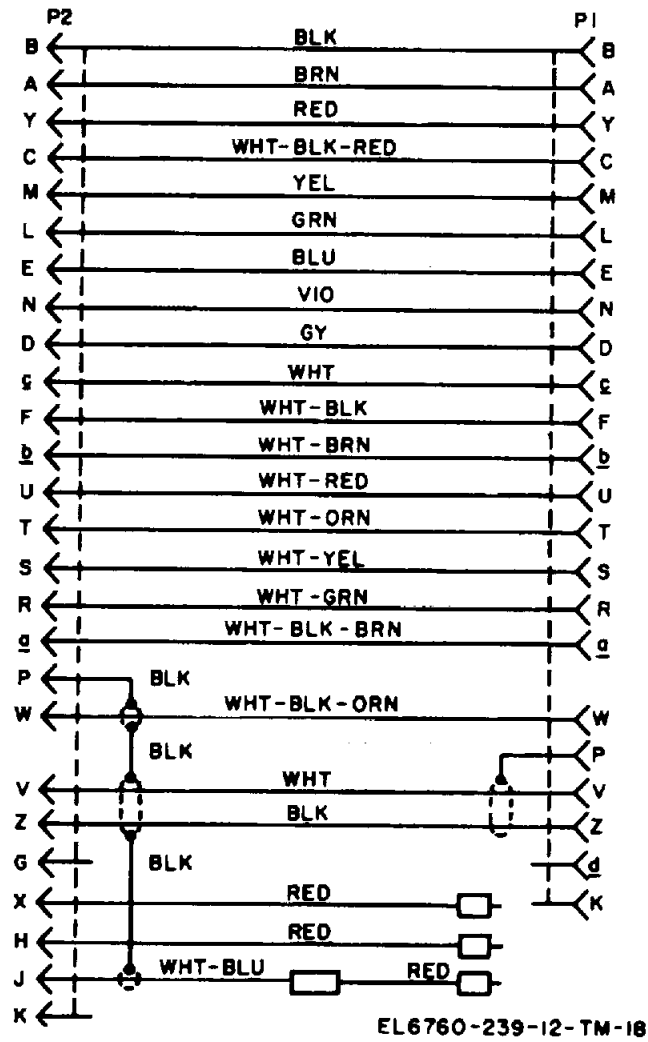 P2 P1
B BLK B
A BRN A
Y RED Y
C WHT-BLK-RED C
M YEL M
L GRN L
E BLU E
N VIO N
D GY D
c WHT c
F WHT-BLK F
b WHT-BRN b
U WHT-RED U
T WHT-ORN T
S WHT-YEL S
R WHT-GRN R
a WHT-BLK-BRN a
P BLK
W WHT-BLK-ORN W
BLK P
V WHT V
Z BLK Z
G BLK d
X RED K
H RED
J WHT-BLU RED
K
EL6760-239-12-TM-18